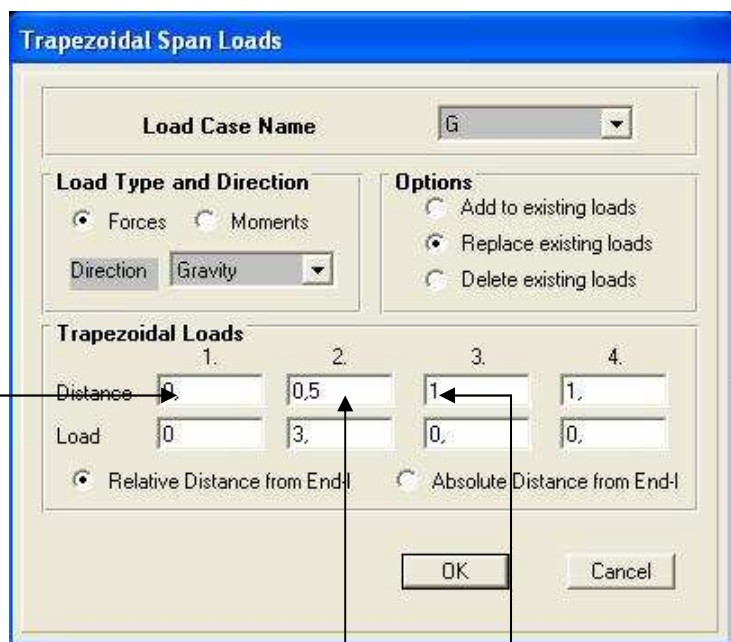 Trapezoidal Span Loads
Load Case Name G
Load Type and Direction
Forces Moments
Direction Gravity
Options
Add to existing loads
Replace existing loads
Delete existing loads
Trapezoidal Loads
1. 2. 3. 4.
Distance 0, 0,5 1 1,
Load 0 3, 0, 0,
Relative Distance from End-I Absolute Distance from End-I
OK Cancel